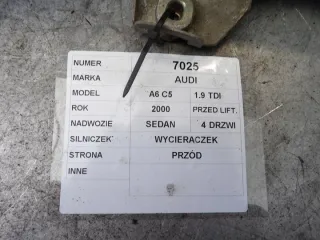 NUMER 7025
MARKA AUDI
MODEL A6 C5 1.9 TDI
ROK 2000 PRZED LIFT.
NADWOZIE SEDAN 4 DRZWI
SILNICZEK WYCIERACZEK
STRONA PRZÓD
INNE